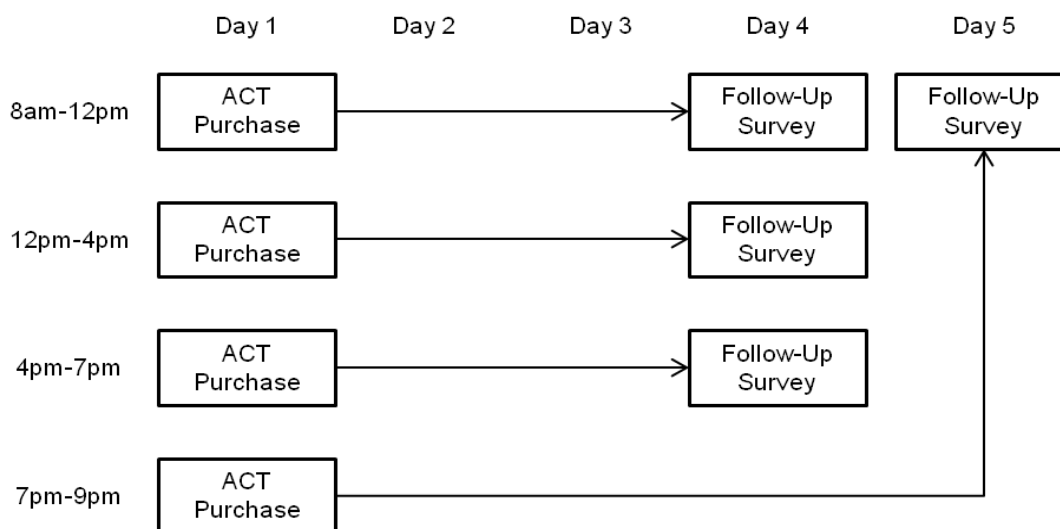 Day 1 Day 2 Day 3 Day 4 Day 5
8am-12pm
ACT
Purchase
Follow-Up
Survey
Follow-Up
Survey
12pm-4pm
ACT
Purchase
Follow-Up
Survey
4pm-7pm
ACT
Purchase
Follow-Up
Survey
7pm-9pm
ACT
Purchase